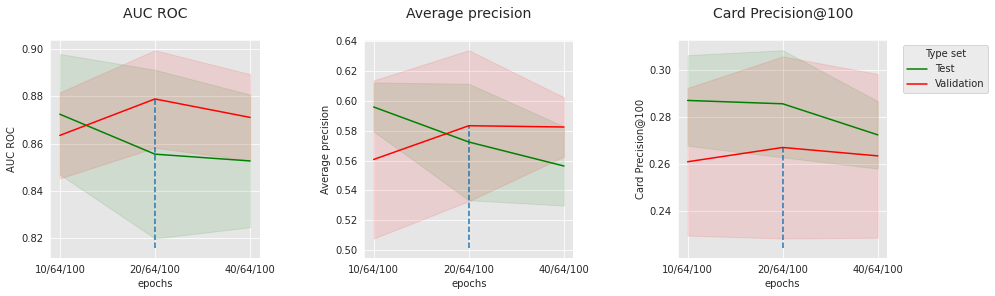 AUC ROC
AUC ROC
0.90
0.88
0.86
0.84
0.82
10/64/100 20/64/100 40/64/100
epochs
Average precision
Average precision
0.64
0.62
0.60
0.58
0.56
0.54
0.52
0.50
10/64/100 20/64/100 40/64/100
epochs
Card Precision@100
Card Precision@100
0.30
0.28
0.26
0.24
10/64/100 20/64/100 40/64/100
epochs
Type set
Test
Validation